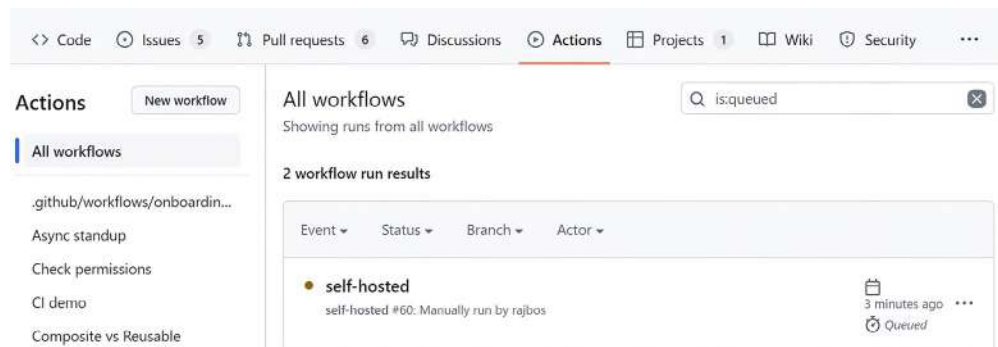 Code Issues 5 Pull requests 6 Discussions Actions Projects 1 Wiki Security ...
Actions
New workflow
All workflows
.github/workflows/onboardin...
Async standup
Check permissions
CI demo
Composite vs Reusable
All workflows
is:queued
Showing runs from all workflows
2 workflow run results
Event Status Branch Actor
self-hosted
self-hosted #60: Manually run by rajbos
3 minutes ago ...
Queued